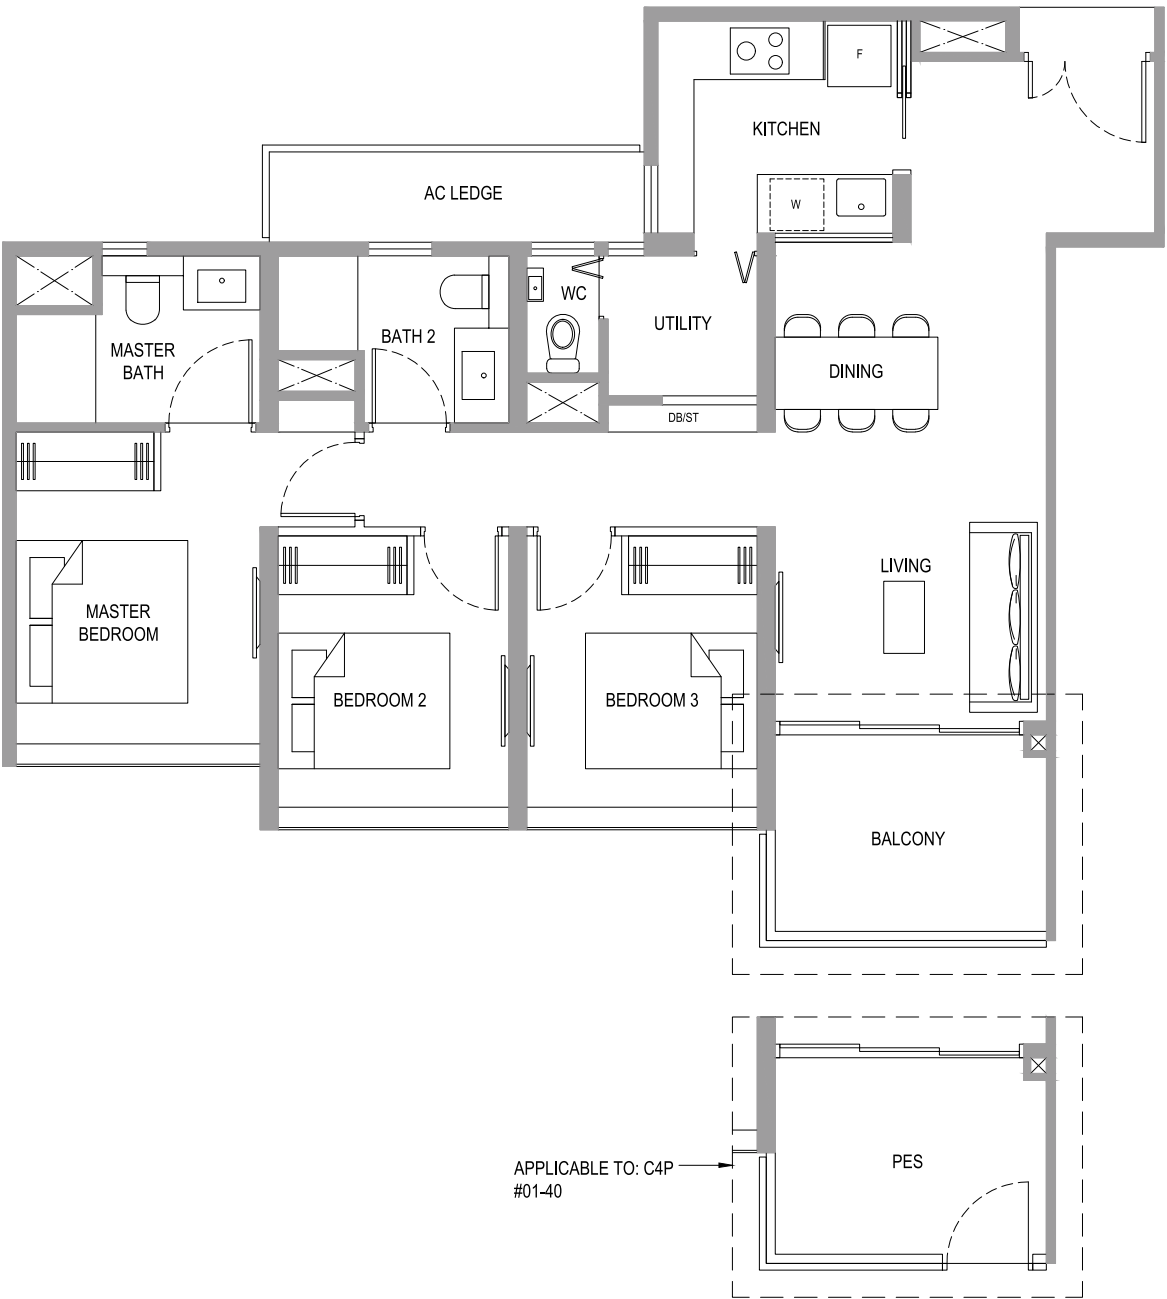 F
KITCHEN
AC LEDGE
W
WC
UTILITY
BATH 2
MASTER
BATH
DINING
DB/ST
LIVING
MASTER
BEDROOM
BEDROOM 2
BEDROOM 3
BALCONY
PES
APPLICABLE TO: C4P
#01-40